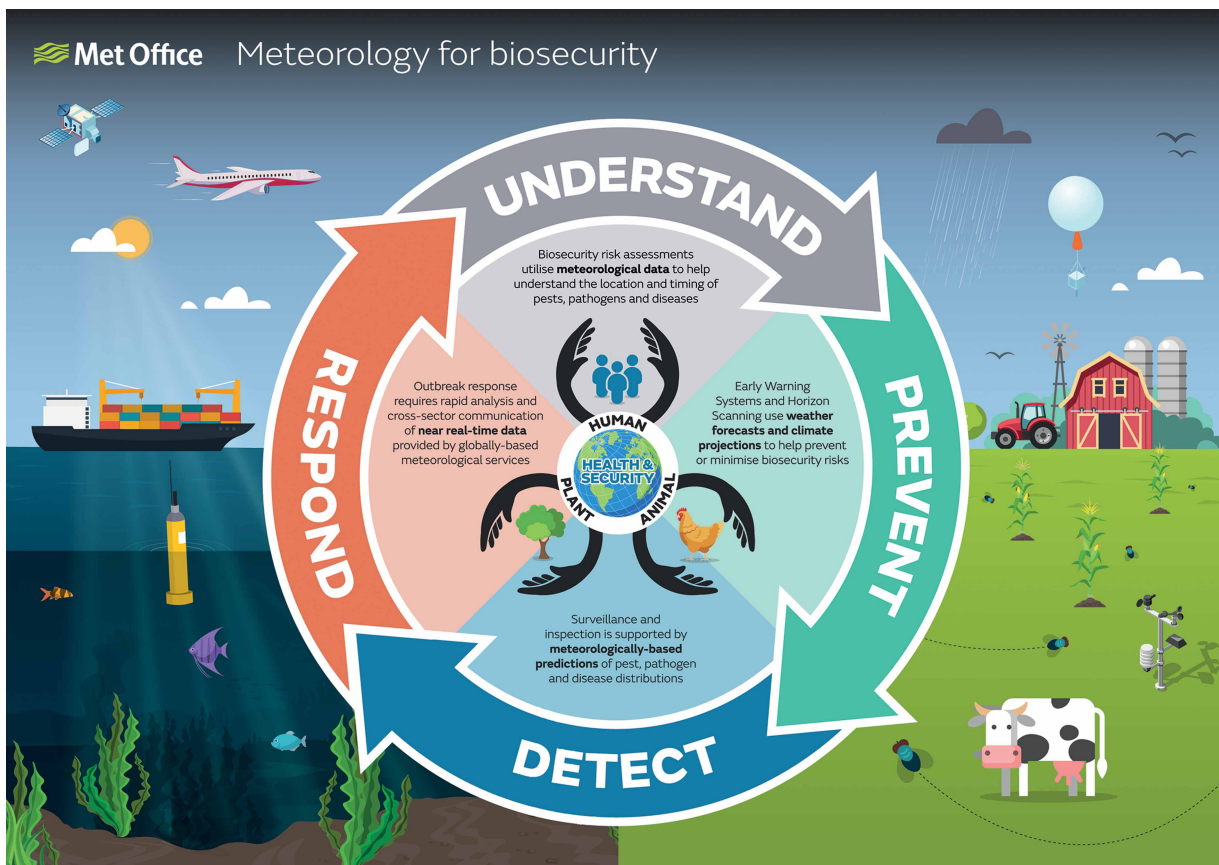 Met Office Meteorology for biosecurity
UNDERSTAND
Biosecurity risk assessments
utilise meteorological data to help
understand the location and timing of
pests, pathogens and diseases
PREVENT
Early Warning
Systems and Horizon
Scanning use weather
forecasts and climate
projections to help prevent
or minimise biosecurity risks
DETECT
Surveillance and
inspection is supported by
meteorologically-based
predictions of pest, pathogen
and disease distributions
RESPOND
Outbreak response
requires rapid analysis and
cross-sector communication
of near real-time data
provided by globally-based
meteorological services
HUMAN
HEALTH &
SECURITY
PLANT
ANIMAL